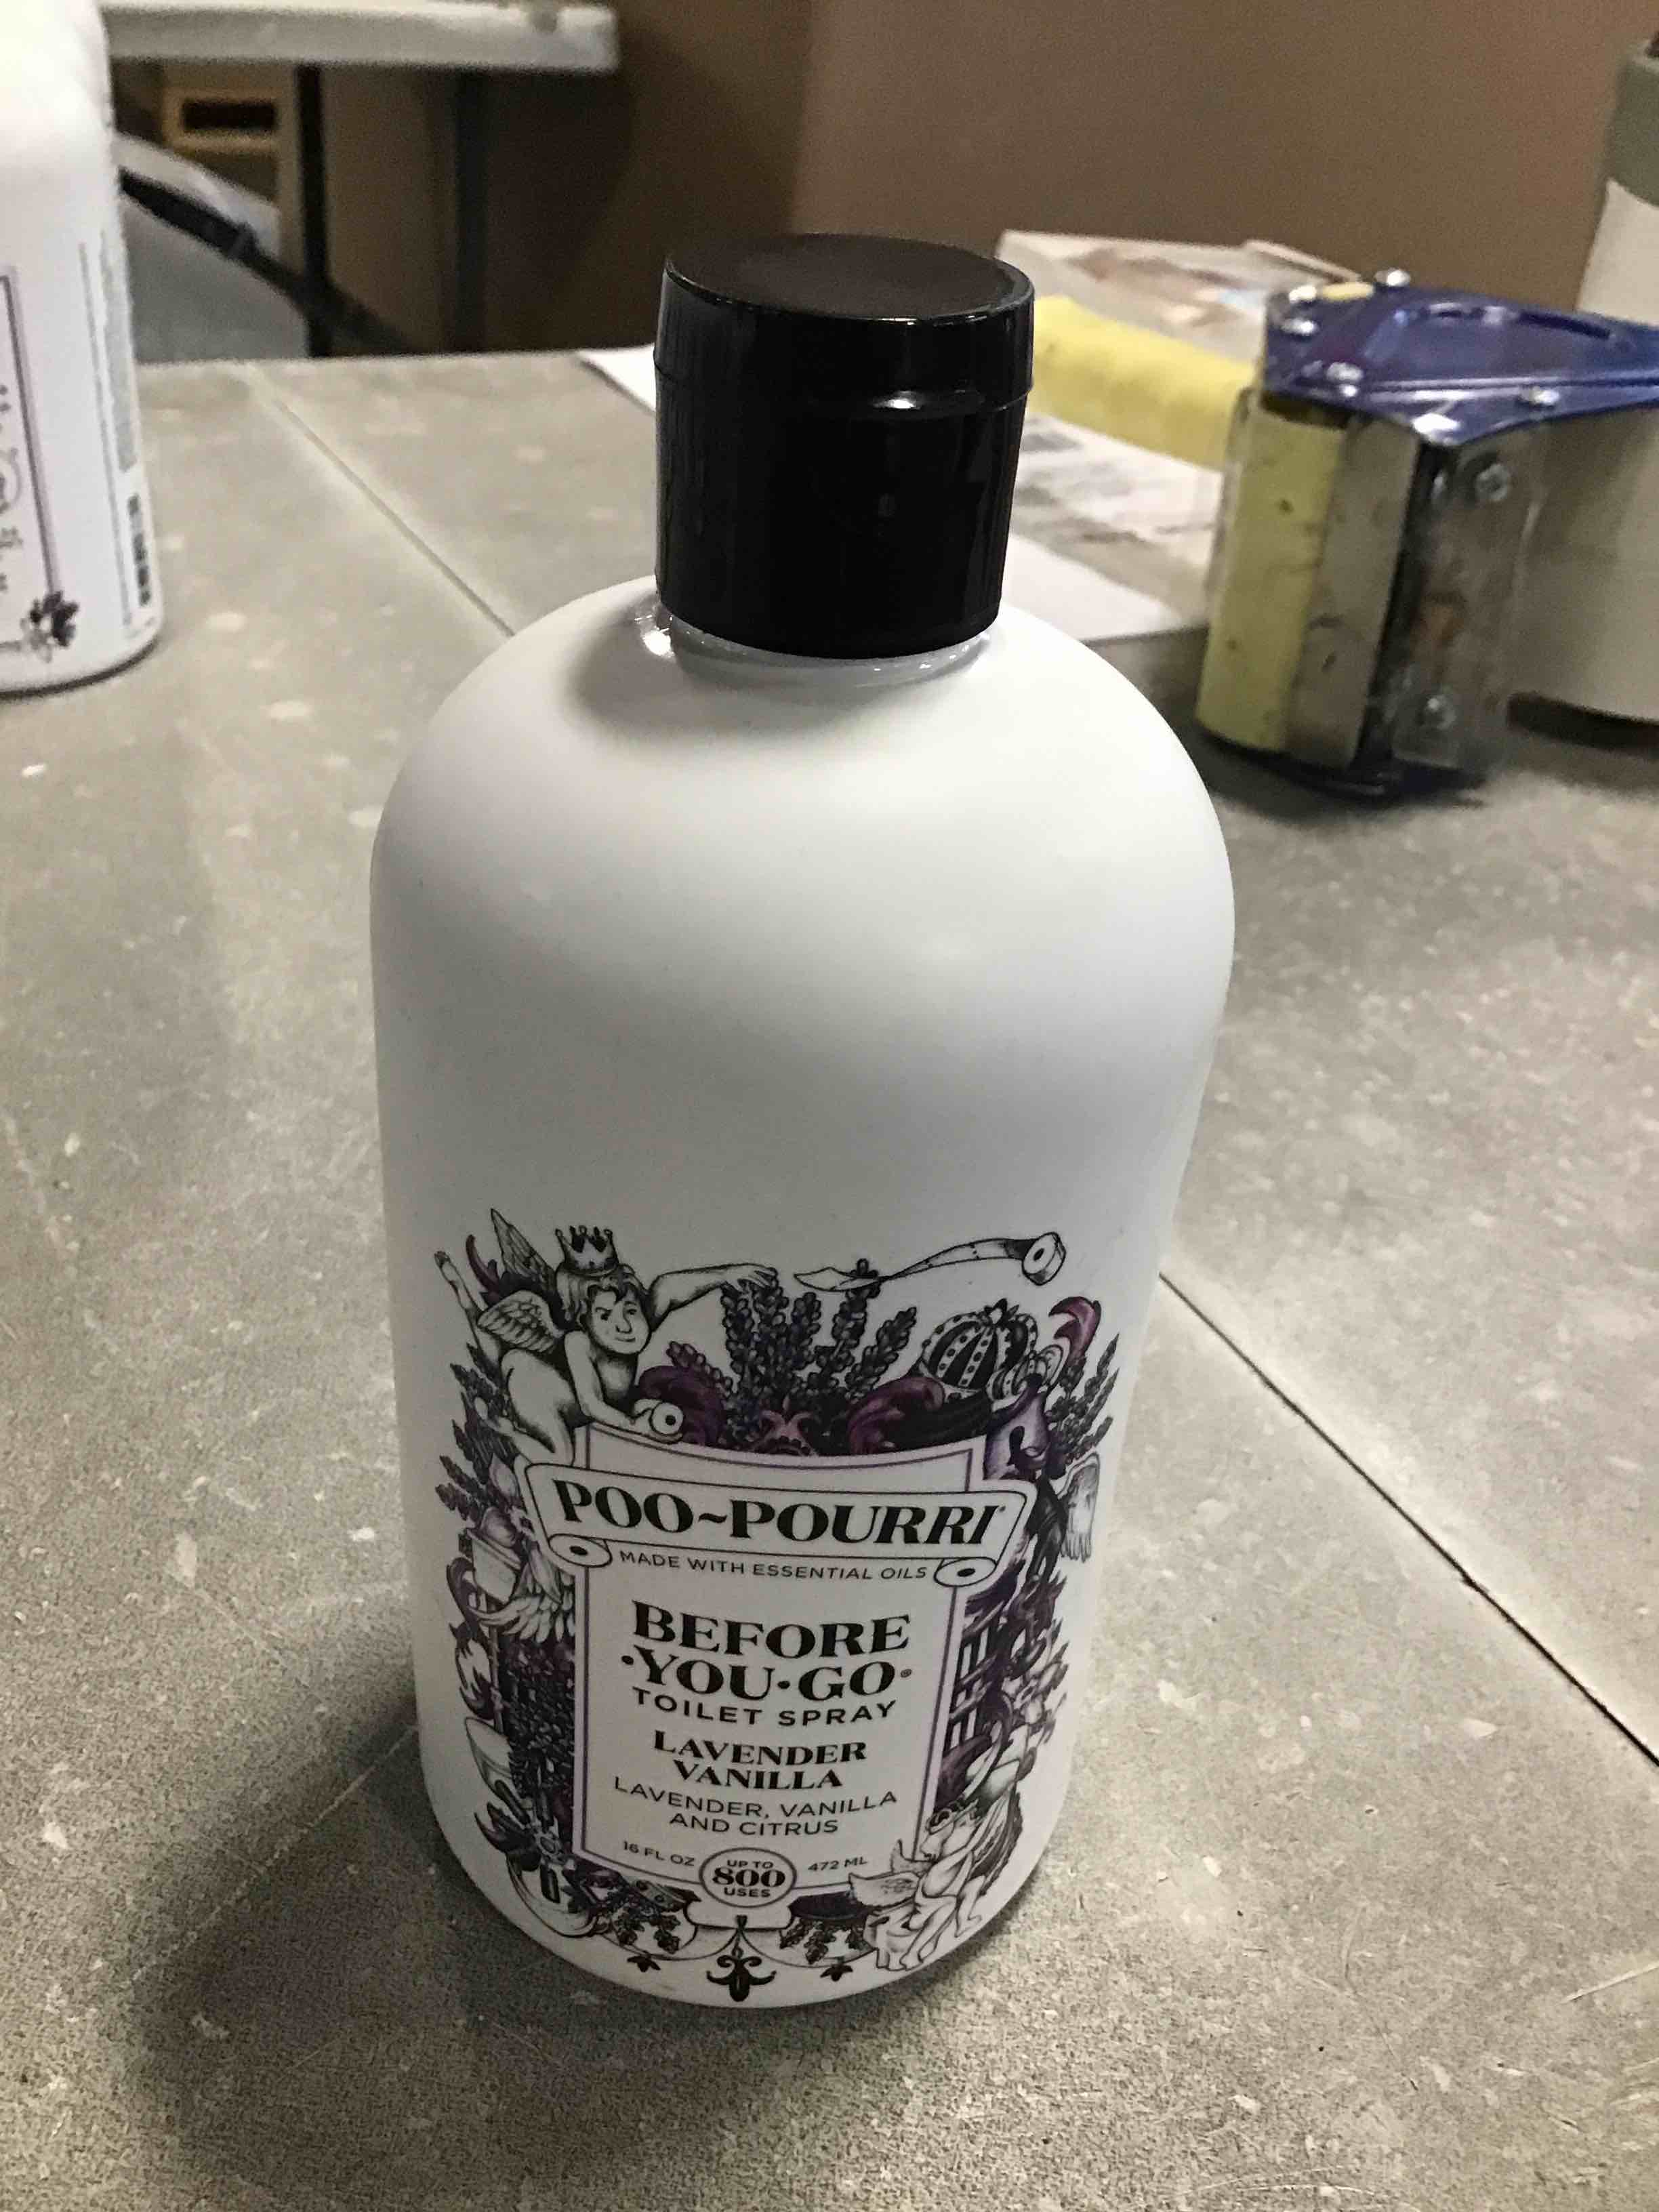 POO~POURRI
MADE WITH ESSENTIAL OILS
BEFORE
·YOU·GO®
TOILET SPRAY
LAVENDER
VANILLA
LAVENDER, VANILLA
AND CITRUS
16 FL OZ
UP TO
800
USES
472 ML